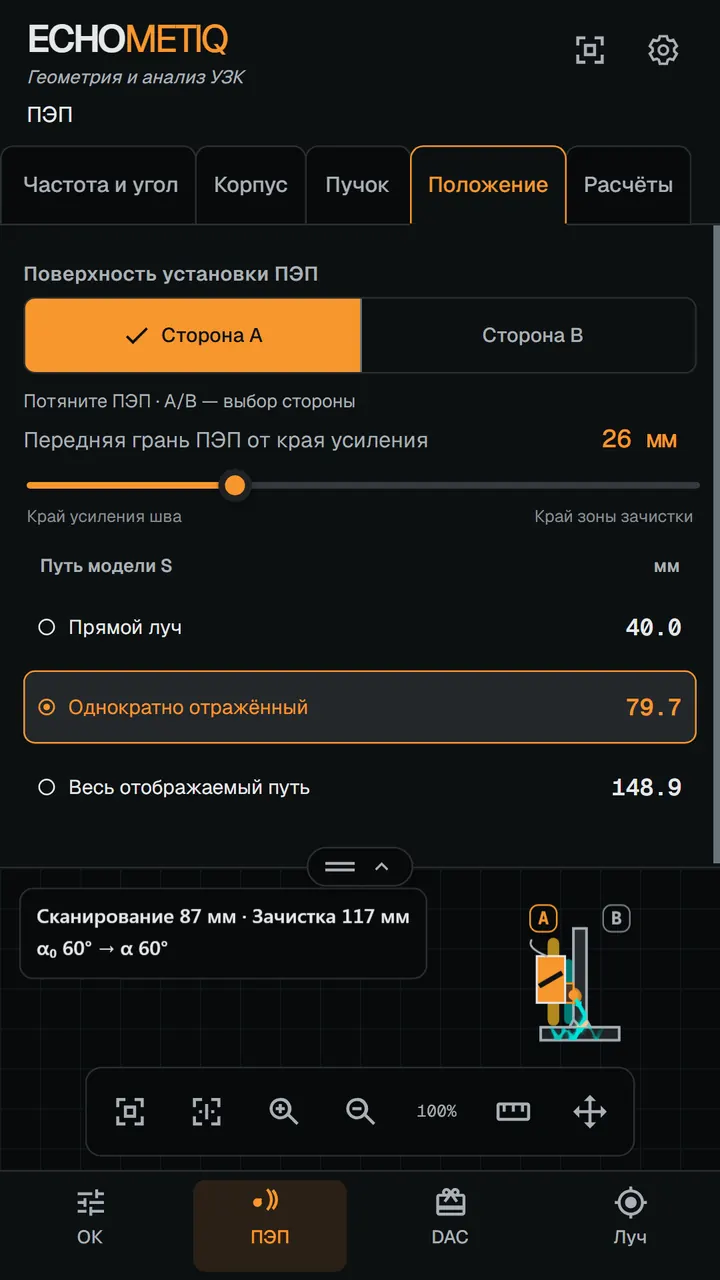 ECHOMETIQ
Геометрия и анализ УЗК
ПЭП
Частота и угол
Корпус
Пучок
Положение
Расчёты
Поверхность установки ПЭП
Сторона A
Сторона B
Потяните ПЭП · A/B — выбор стороны
Передняя грань ПЭП от края усиления
26 мм
Край усиления шва
Край зоны зачистки
Путь модели S
мм
Прямой луч
40.0
Однократно отражённый
79.7
Весь отображаемый путь
148.9
Сканирование 87 мм · Зачистка 117 мм
α₀ 60° → α 60°
A
B
100%
ОК
ПЭП
DAC
Луч